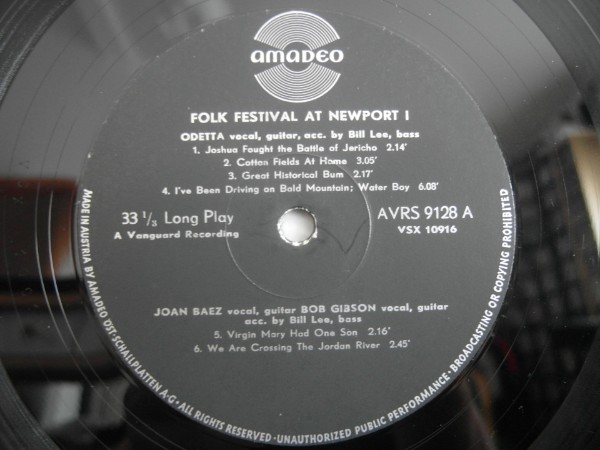 AMADEO
FOLK FESTIVAL AT NEWPORT I
ODETTA vocal, guitar, acc. by Bill Lee, bass
1. Joshua Fought the Battle of Jericho 2.14'
2. Cotton Fields At Home 3.05'
3. Great Historical Bum 2.17'
4. I've Been Driving on Bald Mountain; Water Boy 6.08'
33 1/3 Long Play
A Vanguard Recording
AVRS 9128 A
VSX 10916
JOAN BAEZ vocal, guitar BOB GIBSON vocal, guitar
acc. by Bill Lee, bass
5. Virgin Mary Had One Son 2.16'
6. We Are Crossing The Jordan River 2.45'
MADE IN AUSTRIA BY AMADEO ÖST. SCHALLPLATTEN A·G· ALL RIGHTS RESERVED · UNAUTHORIZED PUBLIC PERFORMANCE · BROADCASTING OR COPYING PROHIBITED